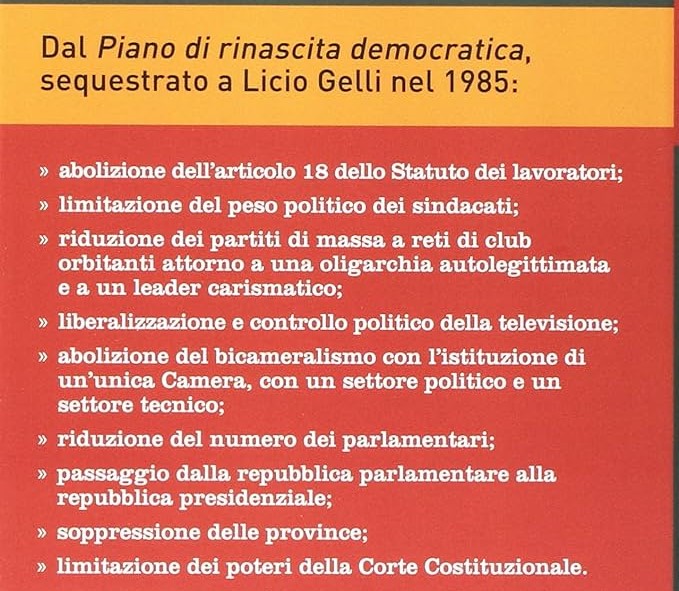 Dal Piano di rinascita democratica,
sequestrato a Licio Gelli nel 1985:
» abolizione dell'articolo 18 dello Statuto dei lavoratori;
» limitazione del peso politico dei sindacati;
» riduzione dei partiti di massa a reti di club
orbitanti attorno a una oligarchia autolegittimata
e a un leader carismatico;
» liberalizzazione e controllo politico della televisione;
» abolizione del bicameralismo con l'istituzione di
un'unica Camera, con un settore politico e un
settore tecnico;
» riduzione del numero dei parlamentari;
» passaggio dalla repubblica parlamentare alla
repubblica presidenziale;
» soppressione delle province;
» limitazione dei poteri della Corte Costituzionale.